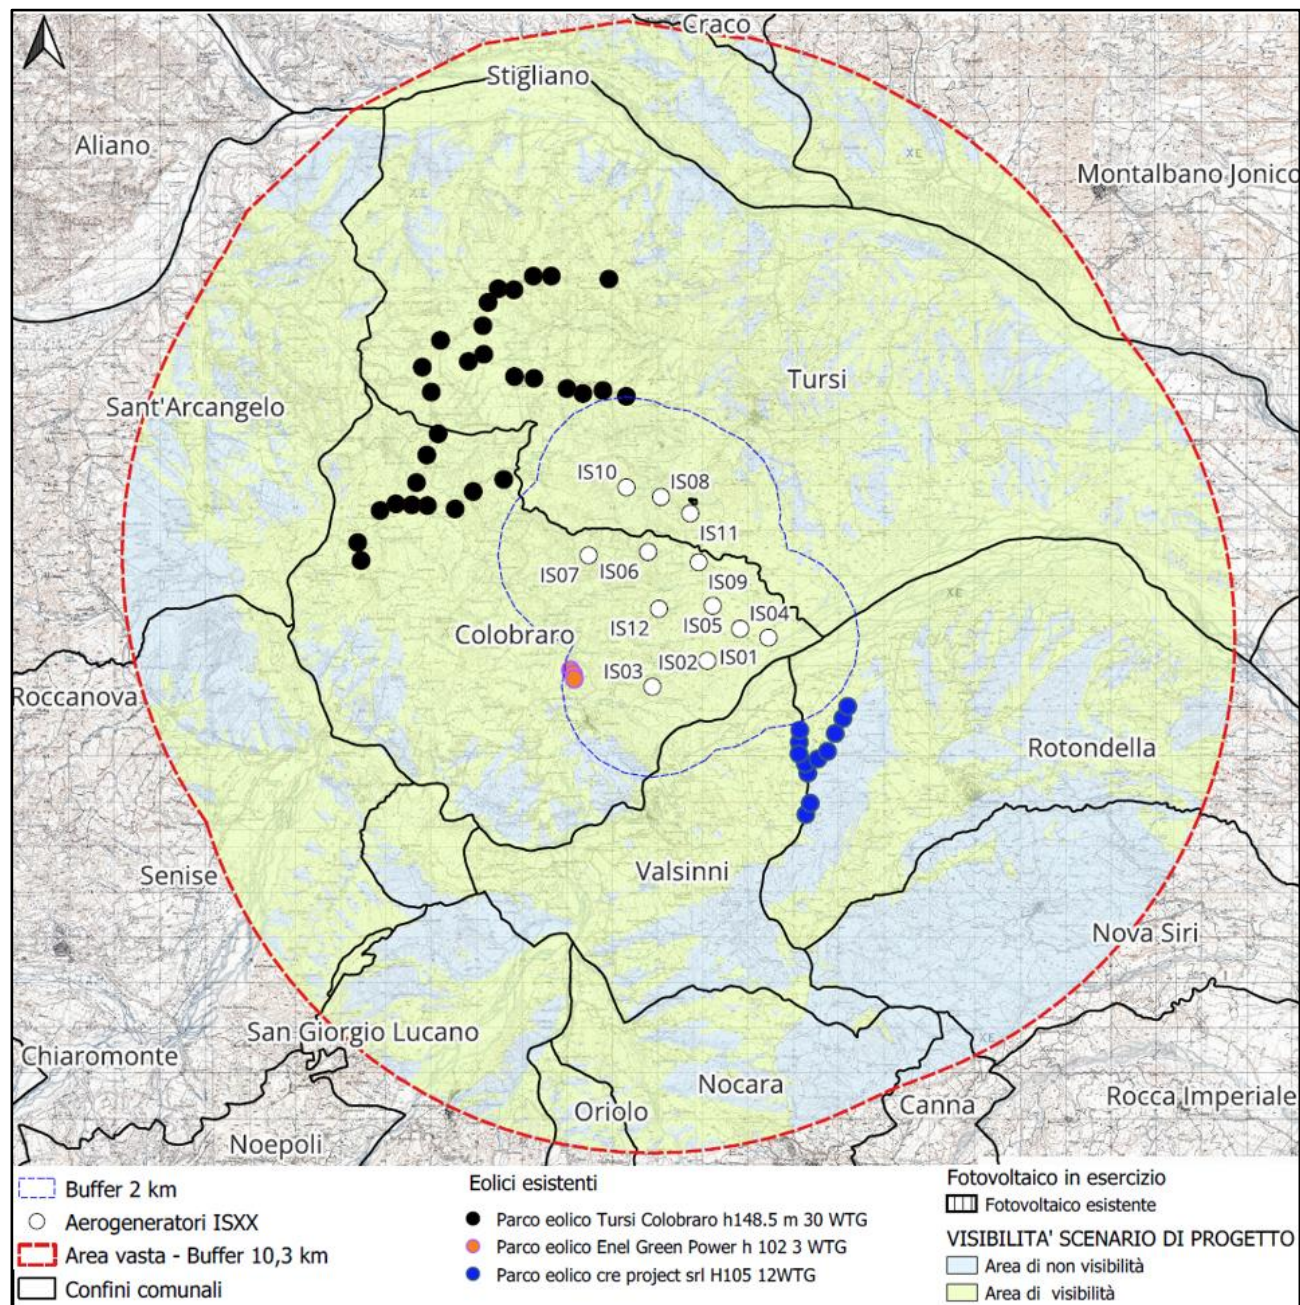 Craco
Stigliano
Aliano
XE
Montalbano Jonico
XE
Tursi
Sant'Arcangelo
IS10
IS08
IS11
IS07
IS06
IS09
XE
IS04
IS12
IS05
Colobraro
IS03
IS02
IS01
Roccanova
Rotondella
Valsinni
Senise
Nova Siri
San Giorgio Lucano
XE
Chiaromonte
Nocara
Oriolo
Canna
Rocca Imperiale
Noepoli
Buffer 2 km
Aerogeneratori ISXX
Area vasta - Buffer 10,3 km
Confini comunali
Eolici esistenti
Parco eolico Tursi Colobraro h148.5 m 30 WTG
Parco eolico Enel Green Power h 102 3 WTG
Parco eolico cre project srl H105 12WTG
Fotovoltaico in esercizio
Fotovoltaico esistente
VISIBILITA' SCENARIO DI PROGETTO
Area di non visibilità
Area di visibilità